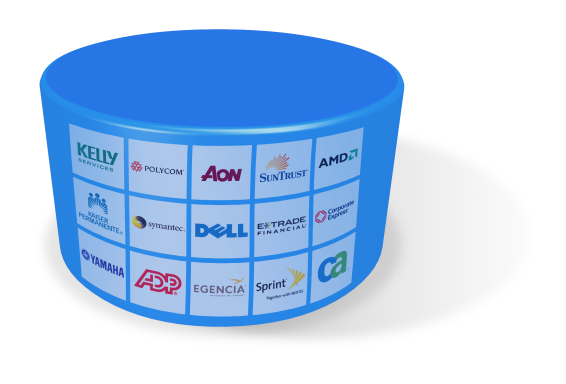 KELLY
SERVICES
POLYCOM
AON
SUNTRUST
AMD
KAISER
PERMANENTE®
symantec.
DELL
E*TRADE
FINANCIAL
Corporate
Express
YAMAHA
ADP
EGENCIA
Sprint
Together with NEXTEL
ca